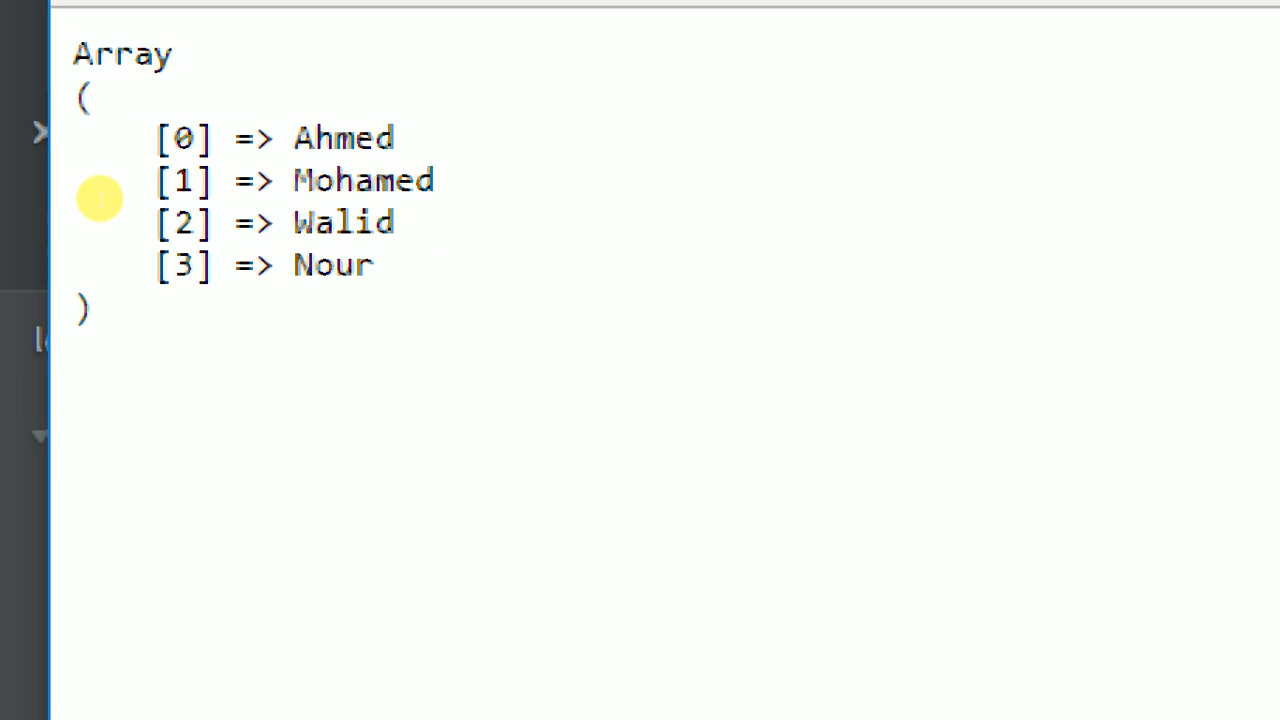 Array
(
[0] => Ahmed
[1] => Mohamed
[2] => Walid
[3] => Nour
)